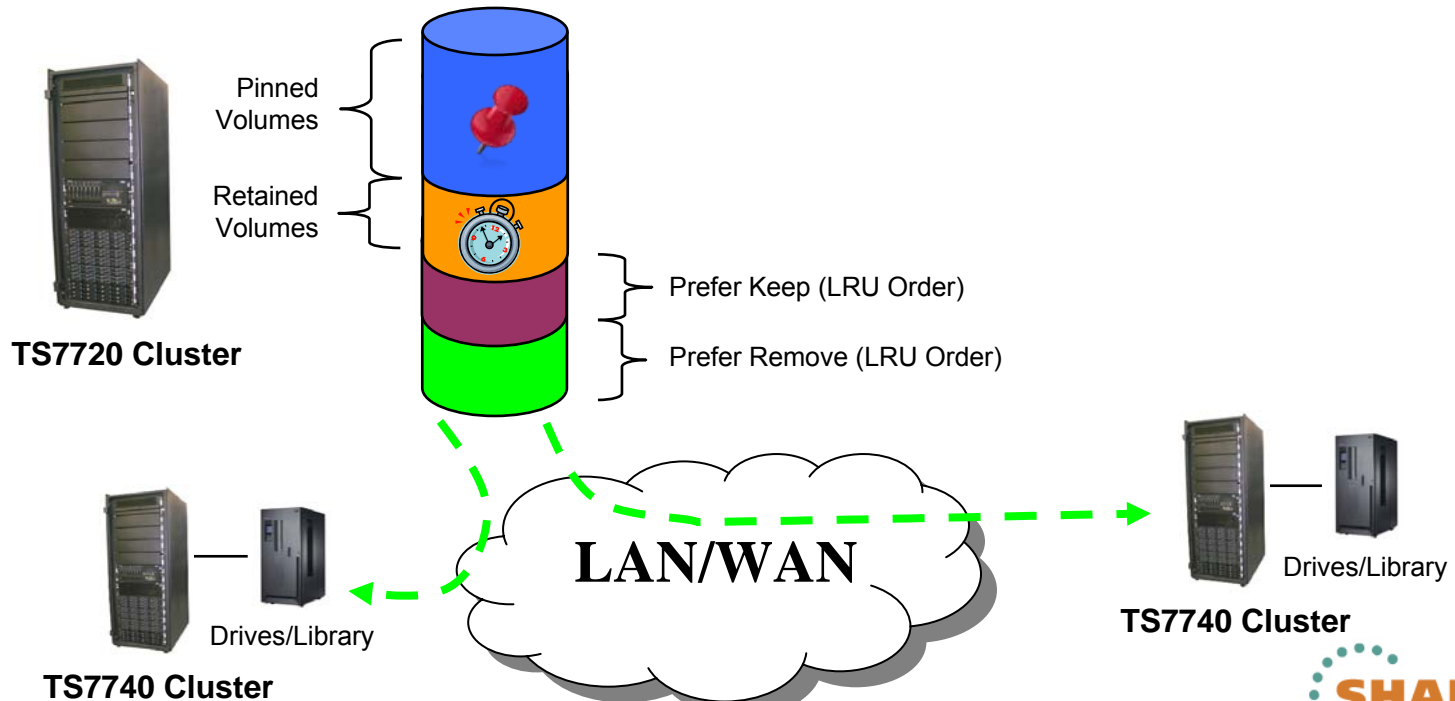 Pinned
Volumes
Retained
Volumes
Prefer Keep (LRU Order)
Prefer Remove (LRU Order)
TS7720 Cluster
LAN/WAN
Drives/Library
TS7740 Cluster
Drives/Library
TS7740 Cluster